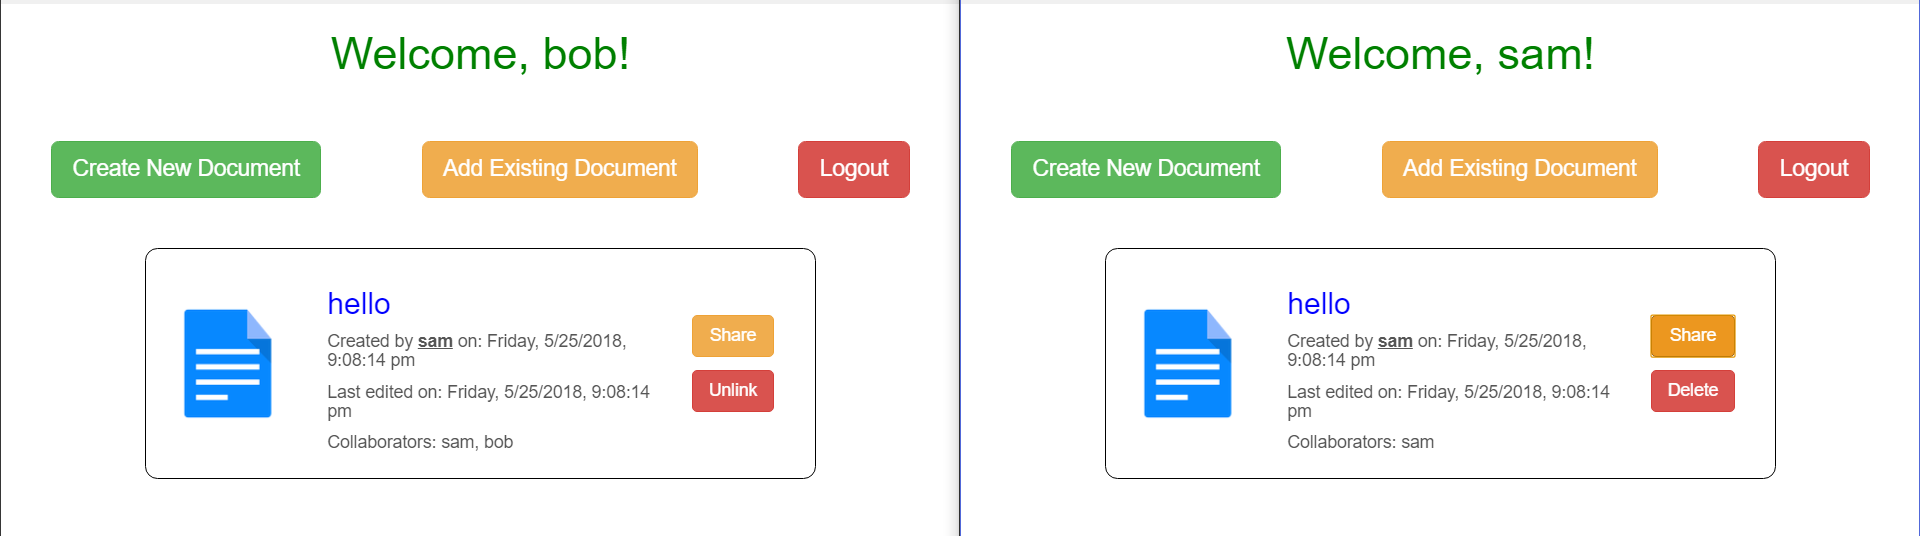 Welcome, bob!
Create New Document
Add Existing Document
Logout
hello
Created by sam on: Friday, 5/25/2018,
9:08:14 pm
Last edited on: Friday, 5/25/2018, 9:08:14
pm
Collaborators: sam, bob
Share
Unlink
Welcome, sam!
Create New Document
Add Existing Document
Logout
hello
Created by sam on: Friday, 5/25/2018,
9:08:14 pm
Last edited on: Friday, 5/25/2018, 9:08:14
pm
Collaborators: sam
Share
Delete